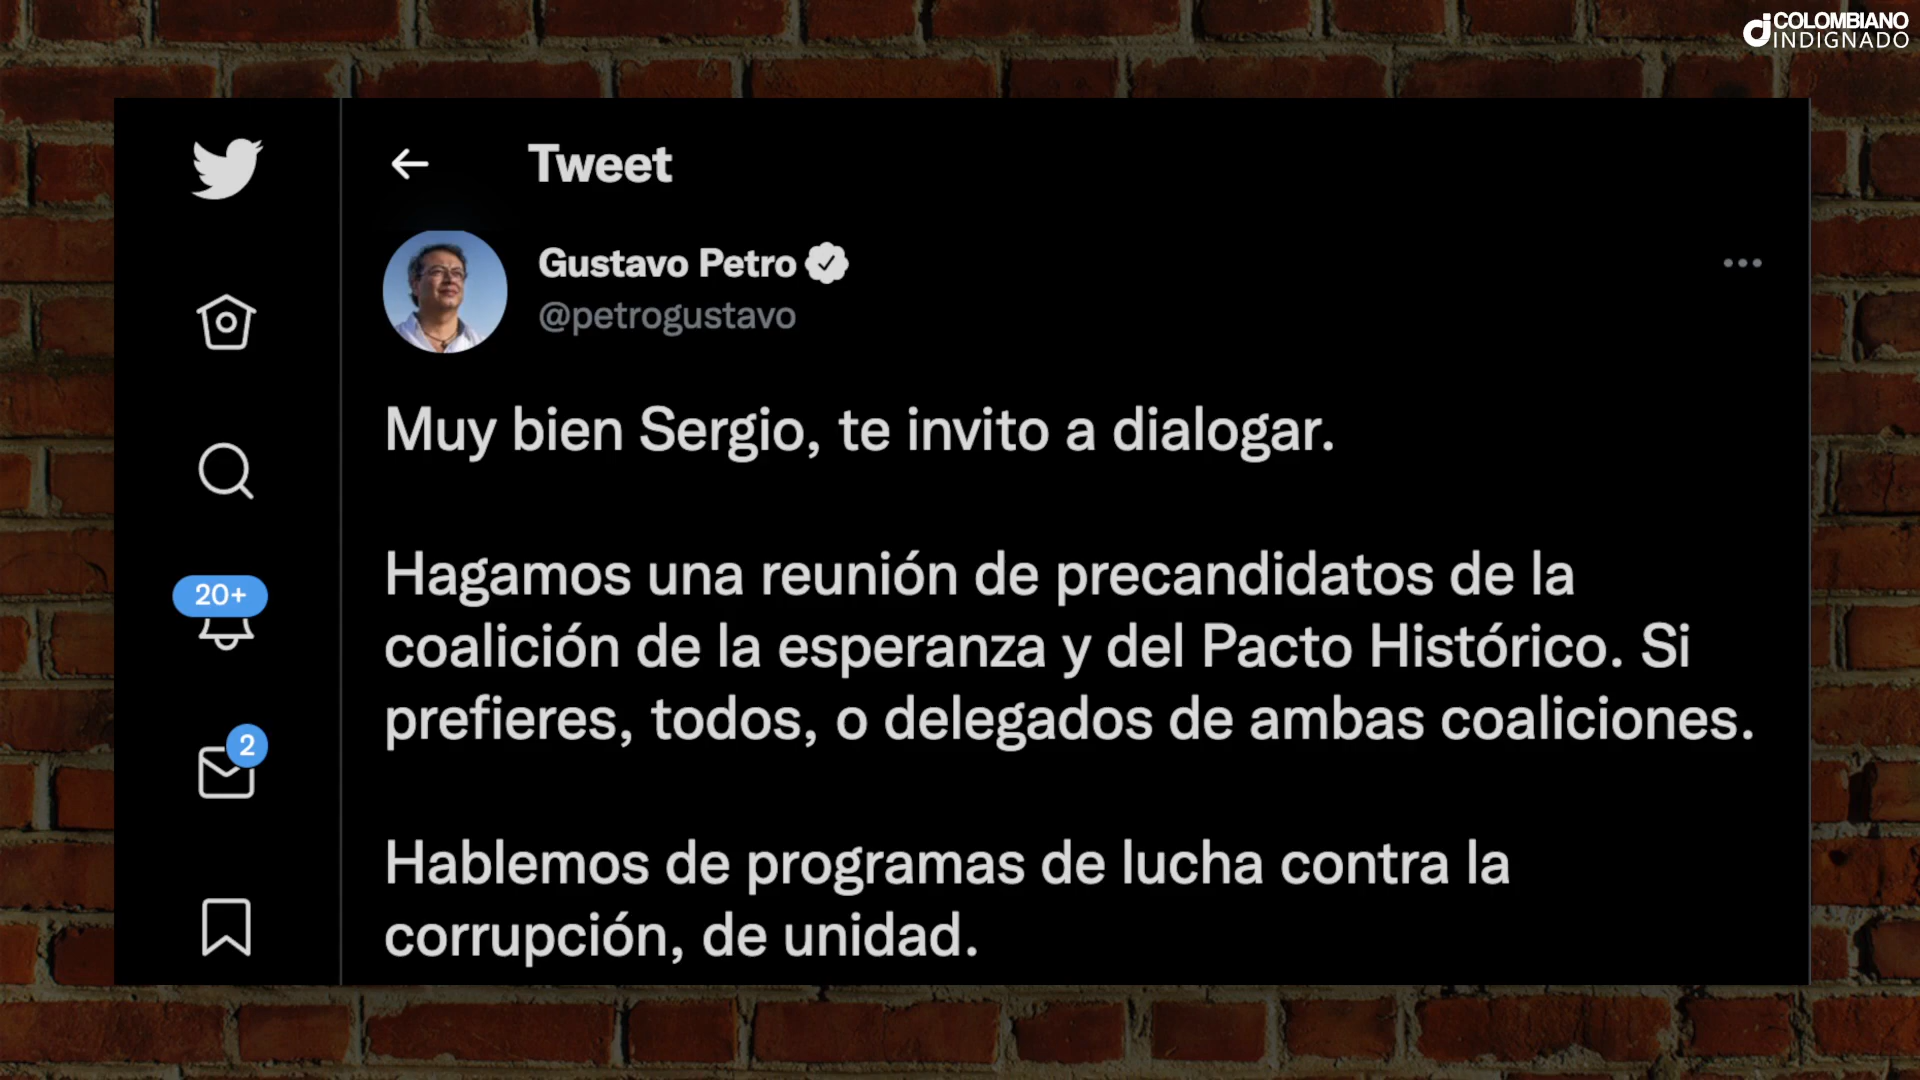 COLOMBIANO
INDIGNADO
Tweet
Gustavo Petro
@petrogustavo
Muy bien Sergio, te invito a dialogar.
Hagamos una reunión de precandidatos de la
coalición de la esperanza y del Pacto Histórico. Si
prefieres, todos, o delegados de ambas coaliciones.
Hablemos de programas de lucha contra la
corrupción, de unidad.
20+
2